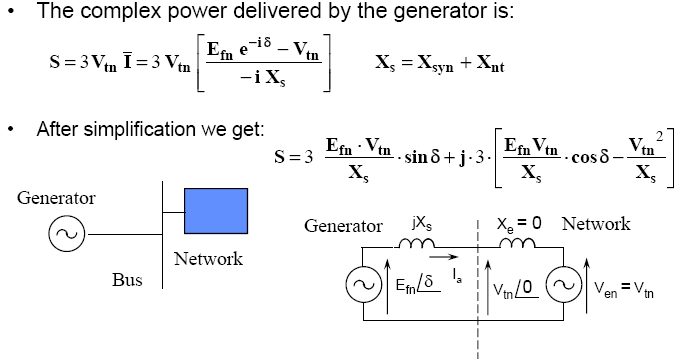 • The complex power delivered by the generator is:
S = 3 V_tn Ī = 3 V_tn [ (E_fn e^(–iδ) – V_tn) / (– i X_s) ] X_s = X_syn + X_nt
• After simplification we get:
S = 3 (E_fn · V_tn / X_s) · sin δ + j · 3 · [ (E_fn V_tn / X_s) · cos δ – V_tn² / X_s ]
Generator
Network
Bus
Generator jX_s X_e = 0 Network
E_fn/δ I_a V_tn/0 V_en = V_tn